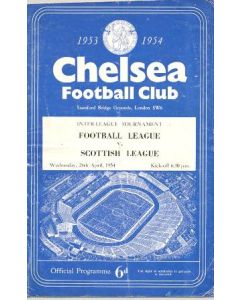 1953 1954
Chelsea
Football Club
Stamford Bridge Grounds, London SW6
INTER-LEAGUE TOURNAMENT
FOOTBALL LEAGUE
v.
SCOTTISH LEAGUE
Wednesday, 28th April, 1954 Kick-off 6.30 p.m.
Official Programme 6d